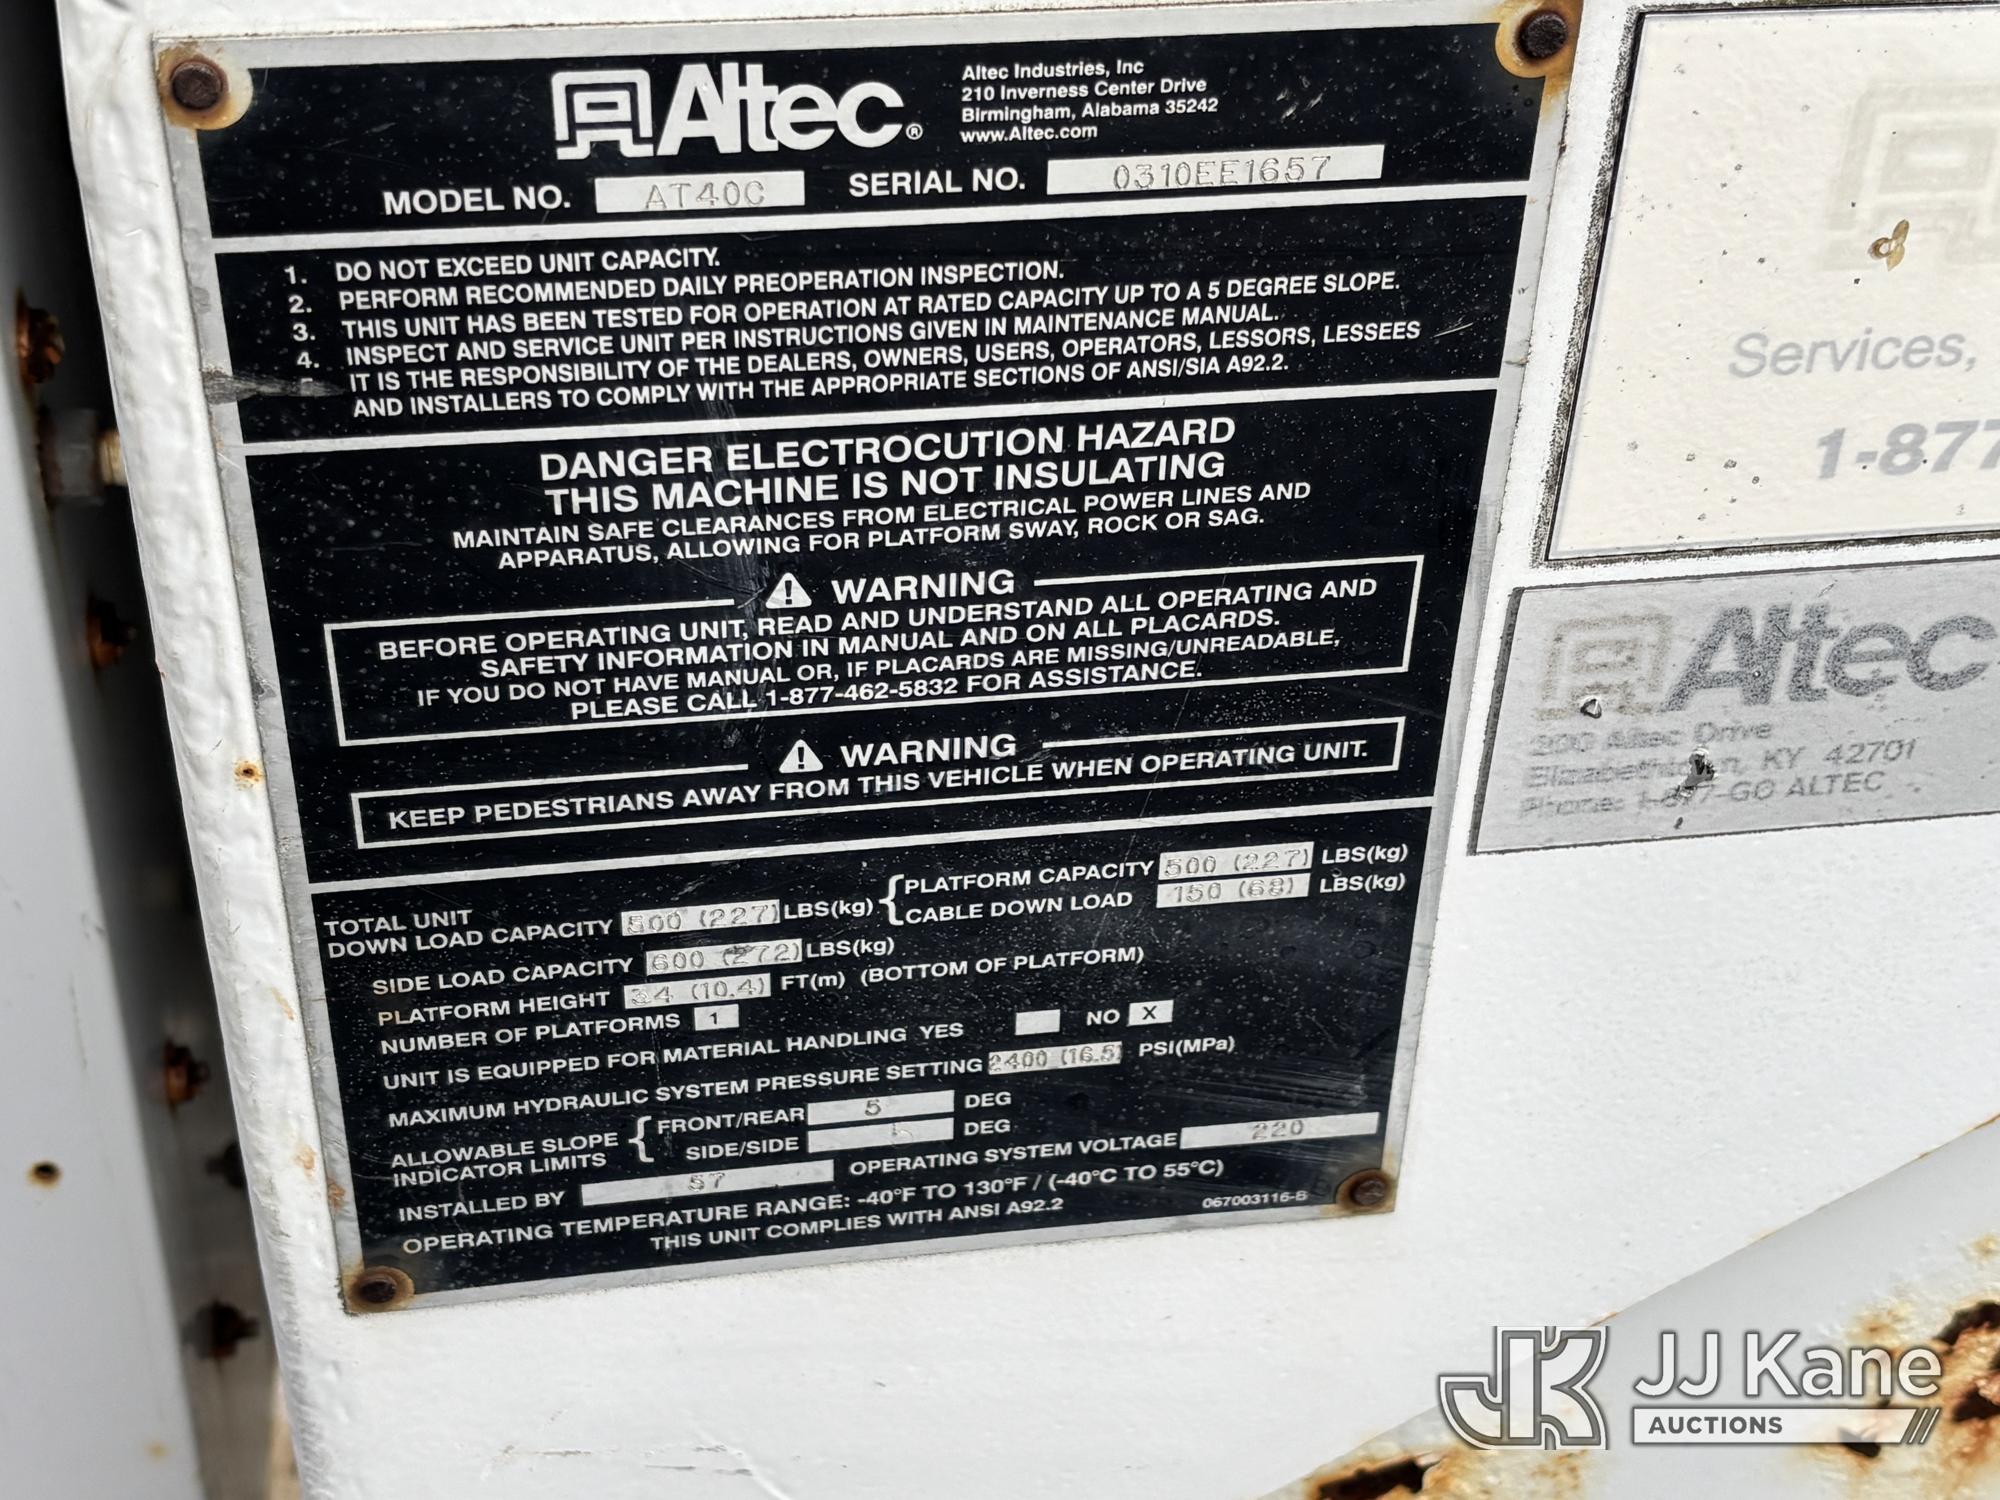 Altec®
Altec Industries, Inc
210 Inverness Center Drive
Birmingham, Alabama 35242
www.Altec.com
MODEL NO. AT40C SERIAL NO. 0310EE1657
1. DO NOT EXCEED UNIT CAPACITY.
2. PERFORM RECOMMENDED DAILY PREOPERATION INSPECTION.
3. THIS UNIT HAS BEEN TESTED FOR OPERATION AT RATED CAPACITY UP TO A 5 DEGREE SLOPE.
4. INSPECT AND SERVICE UNIT PER INSTRUCTIONS GIVEN IN MAINTENANCE MANUAL.
IT IS THE RESPONSIBILITY OF THE DEALERS, OWNERS, USERS, OPERATORS, LESSORS, LESSEES
AND INSTALLERS TO COMPLY WITH THE APPROPRIATE SECTIONS OF ANSI/SIA A92.2.
DANGER ELECTROCUTION HAZARD
THIS MACHINE IS NOT INSULATING
MAINTAIN SAFE CLEARANCES FROM ELECTRICAL POWER LINES AND
APPARATUS, ALLOWING FOR PLATFORM SWAY, ROCK OR SAG.
WARNING
BEFORE OPERATING UNIT, READ AND UNDERSTAND ALL OPERATING AND
SAFETY INFORMATION IN MANUAL AND ON ALL PLACARDS.
IF YOU DO NOT HAVE MANUAL OR, IF PLACARDS ARE MISSING/UNREADABLE,
PLEASE CALL 1-877-462-5832 FOR ASSISTANCE.
WARNING
KEEP PEDESTRIANS AWAY FROM THIS VEHICLE WHEN OPERATING UNIT.
TOTAL UNIT
DOWN LOAD CAPACITY 500 (227) LBS(kg)
PLATFORM CAPACITY 500 (227) LBS(kg)
CABLE DOWN LOAD 150 (68) LBS(kg)
SIDE LOAD CAPACITY 600 (272) LBS(kg)
PLATFORM HEIGHT 34 (10.4) FT(m) (BOTTOM OF PLATFORM)
NUMBER OF PLATFORMS 1
UNIT IS EQUIPPED FOR MATERIAL HANDLING YES NO X
MAXIMUM HYDRAULIC SYSTEM PRESSURE SETTING 2400 (16.5) PSI(MPa)
ALLOWABLE SLOPE
INDICATOR LIMITS
FRONT/REAR 5 DEG
SIDE/SIDE DEG
INSTALLED BY 57 OPERATING SYSTEM VOLTAGE 220
OPERATING TEMPERATURE RANGE: -40°F TO 130°F / (-40°C TO 55°C)
THIS UNIT COMPLIES WITH ANSI A92.2
067003116-B
Services,
1-877
Altec
200 Altec Drive
Elizabethtown, KY 42701
Phone: 1-877-GO ALTEC
JJ Kane
AUCTIONS